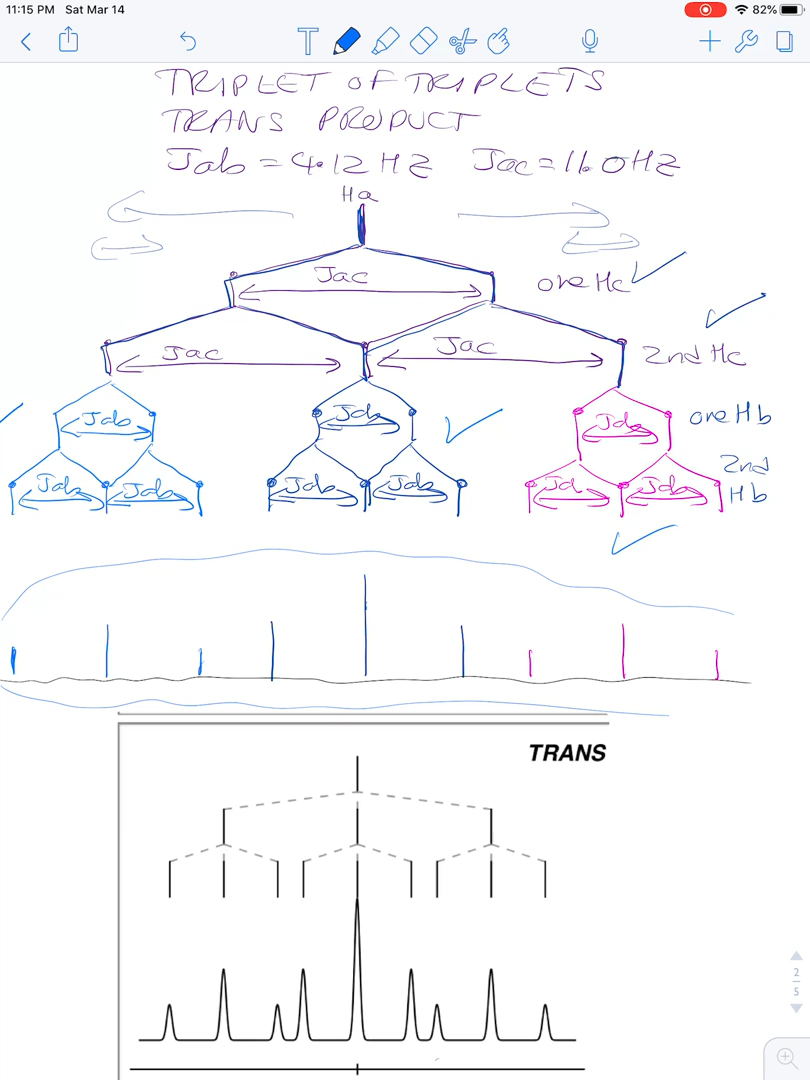 11:15 PM Sat Mar 14 82%
TRIPLET OF TRIPLETS
TRANS PRODUCT
Jab = 4.12 HZ Jac = 11.0 HZ
Ha
Jac
one Hc
Jac Jac 2nd Hc
Jab Jab Jab one Hb
Jab Jab Jab Jab Jd Jab 2nd
Hb
TRANS
2
5